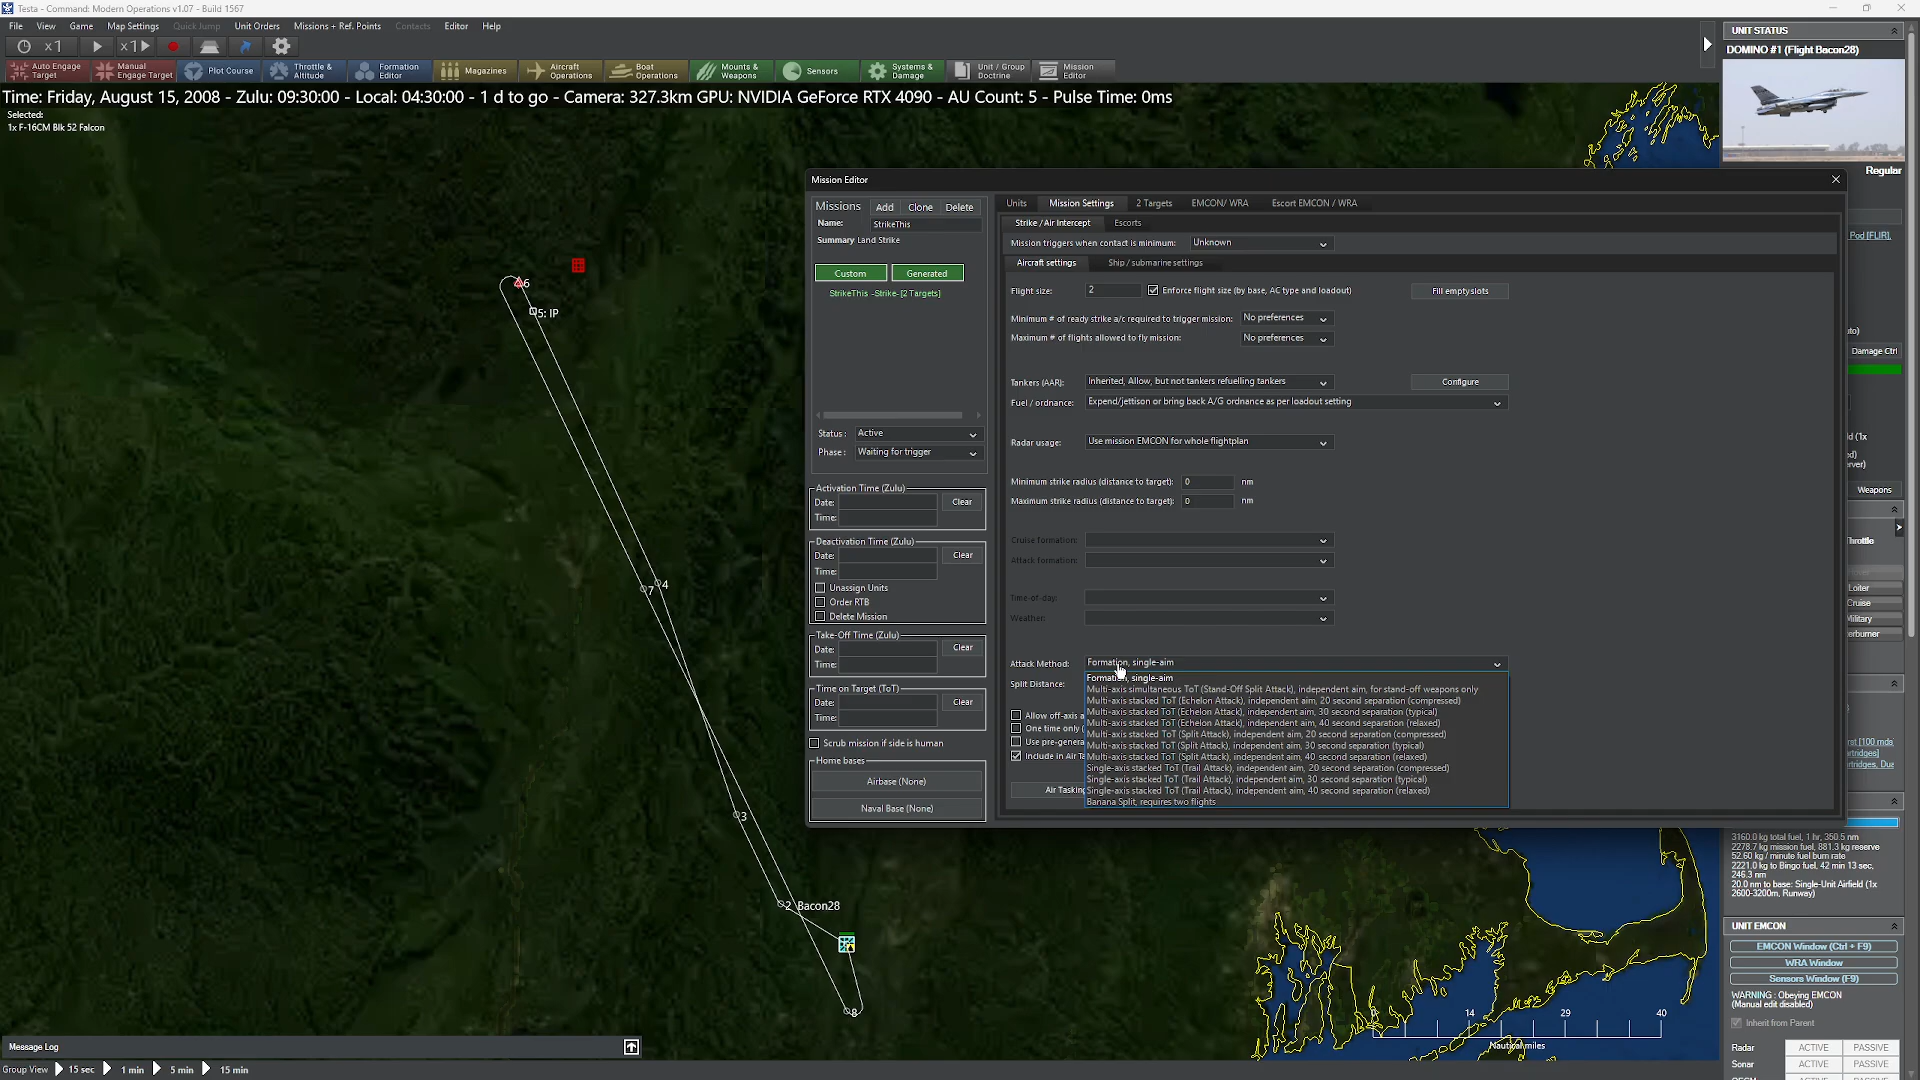 Testa - Command: Modern Operations v1.07 - Build 1567
File View Game Map Settings Quick Jump Unit Orders Missions + Ref. Points Contacts Editor Help
x1 x1
Auto Engage Target Manual Engage Target Plot Course Throttle & Altitude Formation Editor Magazines Aircraft Operations Boat Operations Mounts & Weapons Sensors Systems & Damage Unit / Group Doctrine Mission Editor
Time: Friday, August 15, 2008 - Zulu: 09:30:00 - Local: 04:30:00 - 1 d to go - Camera: 327.3km GPU: NVIDIA GeForce RTX 4090 - AU Count: 5 - Pulse Time: 0ms
Selected:
1x F-16CM Blk 52 Falcon
6
5: IP
4
7
3
2 Bacon28
8
Mission Editor
Missions Add Clone Delete
Name: StrikeThis
Summary Land Strike
Custom Generated
StrikeThis -Strike- [2 Targets]
Status: Active
Phase: Waiting for trigger
Activation Time (Zulu)
Date: Clear
Time:
Deactivation Time (Zulu)
Date: Clear
Time:
Unassign Units
Order RTB
Delete Mission
Take-Off Time (Zulu)
Date: Clear
Time:
Time on Target (ToT)
Date: Clear
Time:
Scrub mission if side is human
Home bases
Airbase (None)
Naval Base (None)
Units Mission Settings 2 Targets EMCON/ WRA Escort EMCON / WRA
Strike / Air Intercept Escorts
Mission triggers when contact is minimum: Unknown
Aircraft settings Ship / submarine settings
Flight size: 2 Enforce flight size (by base, AC type and loadout) Fill empty slots
Minimum # of ready strike a/c required to trigger mission: No preferences
Maximum # of flights allowed to fly mission: No preferences
Tankers (AAR): Inherited, Allow, but not tankers refuelling tankers Configure
Fuel / ordnance: Expend/jettison or bring back A/G ordnance as per loadout setting
Radar usage: Use mission EMCON for whole flightplan
Minimum strike radius (distance to target): 0 nm
Maximum strike radius (distance to target): 0 nm
Cruise formation:
Attack formation:
Time-of-day:
Weather:
Attack Method: Formation, single-aim
Split Distance:
Formation, single-aim
Multi-axis simultaneous ToT (Stand-Off Split Attack), independent aim, for stand-off weapons only
Multi-axis stacked ToT (Echelon Attack), independent aim, 20 second separation (compressed)
Multi-axis stacked ToT (Echelon Attack), independent aim, 30 second separation (typical)
Multi-axis stacked ToT (Echelon Attack), independent aim, 40 second separation (relaxed)
Multi-axis stacked ToT (Split Attack), independent aim, 20 second separation (compressed)
Multi-axis stacked ToT (Split Attack), independent aim, 30 second separation (typical)
Multi-axis stacked ToT (Split Attack), independent aim, 40 second separation (relaxed)
Single-axis stacked ToT (Trail Attack), independent aim, 20 second separation (compressed)
Single-axis stacked ToT (Trail Attack), independent aim, 30 second separation (typical)
Single-axis stacked ToT (Trail Attack), independent aim, 40 second separation (relaxed)
Banana Split, requires two flights
Allow off-axis a
One time only (
Use pre-genera
Include in Air Ta
Air Tasking
UNIT STATUS
DOMINO #1 (Flight Bacon28)
Regular
Pod [FLIR],
uto)
Damage Ctrl
ld (1x
ed)
Weapons
Throttle
Loiter
Cruise
Military
erburner
rst [100 rnds
rtridges]
rtridges, Dua
3160.0 kg total fuel, 1 hr, 350.5 nm
2278.7 kg mission fuel, 881.3 kg reserve
52.60 kg / minute fuel burn rate
2221.0 kg to Bingo fuel, 42 min 13 sec,
246.3 nm
20.0 nm to base: Single-Unit Airfield (1x
2600-3200m, Runway)
UNIT EMCON
EMCON Window (Ctrl + F9)
WRA Window
Sensors Window (F9)
WARNING : Obeying EMCON
(Manual edit disabled)
Inherit from Parent
Radar ACTIVE PASSIVE
Sonar ACTIVE PASSIVE
14 29 40
Nautical miles
Message Log
Group View 15 sec 1 min 5 min 15 min